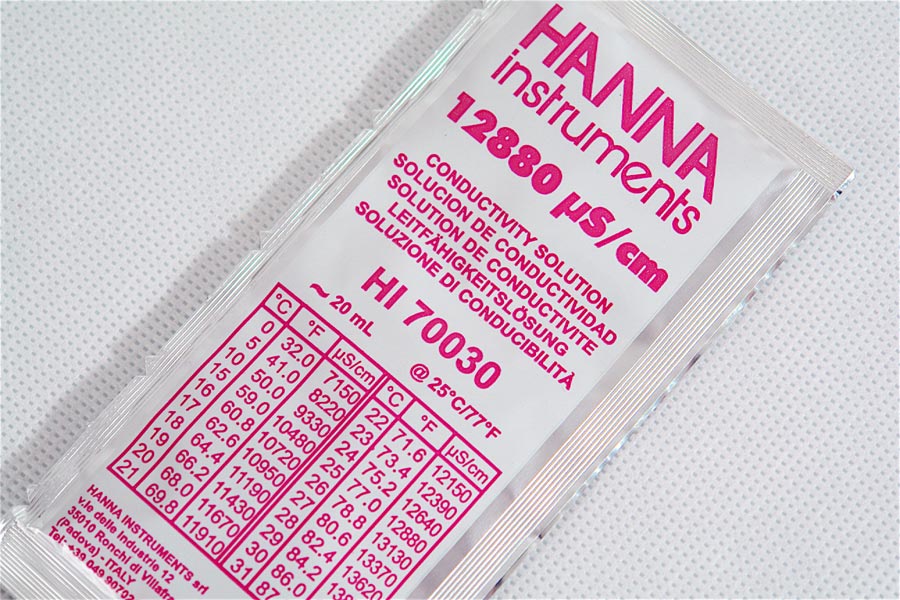 HANNA
instruments
12880 µS/cm
CONDUCTIVITY SOLUTION
SOLUCION DE CONDUCTIVIDAD
SOLUTION DE CONDUCTIVITE
LEITFÄHIGKEITSLÖSUNG
SOLUZIONE DI CONDUCIBILITÀ
HI 70030
~ 20 mL @ 25°C/77°F
°C °F µS/cm °C °F µS/cm
0 32.0 7150 22 71.6 12150
5 41.0 8220 23 73.4 12390
10 50.0 9330 24 75.2 12640
15 59.0 10480 25 77.0 12880
16 60.8 10720 26 78.8 13130
17 62.6 10950 27 80.6 13370
18 64.4 11190 28 82.4 13620
19 66.2 11430 29 84.2
20 68.0 11670 30 86.0
21 69.8 11910 31
HANNA INSTRUMENTS srl
v.le delle Industrie 12
35010 Ronchi di Villafra
(Padova) - ITALY
Tel: +39 049 90702